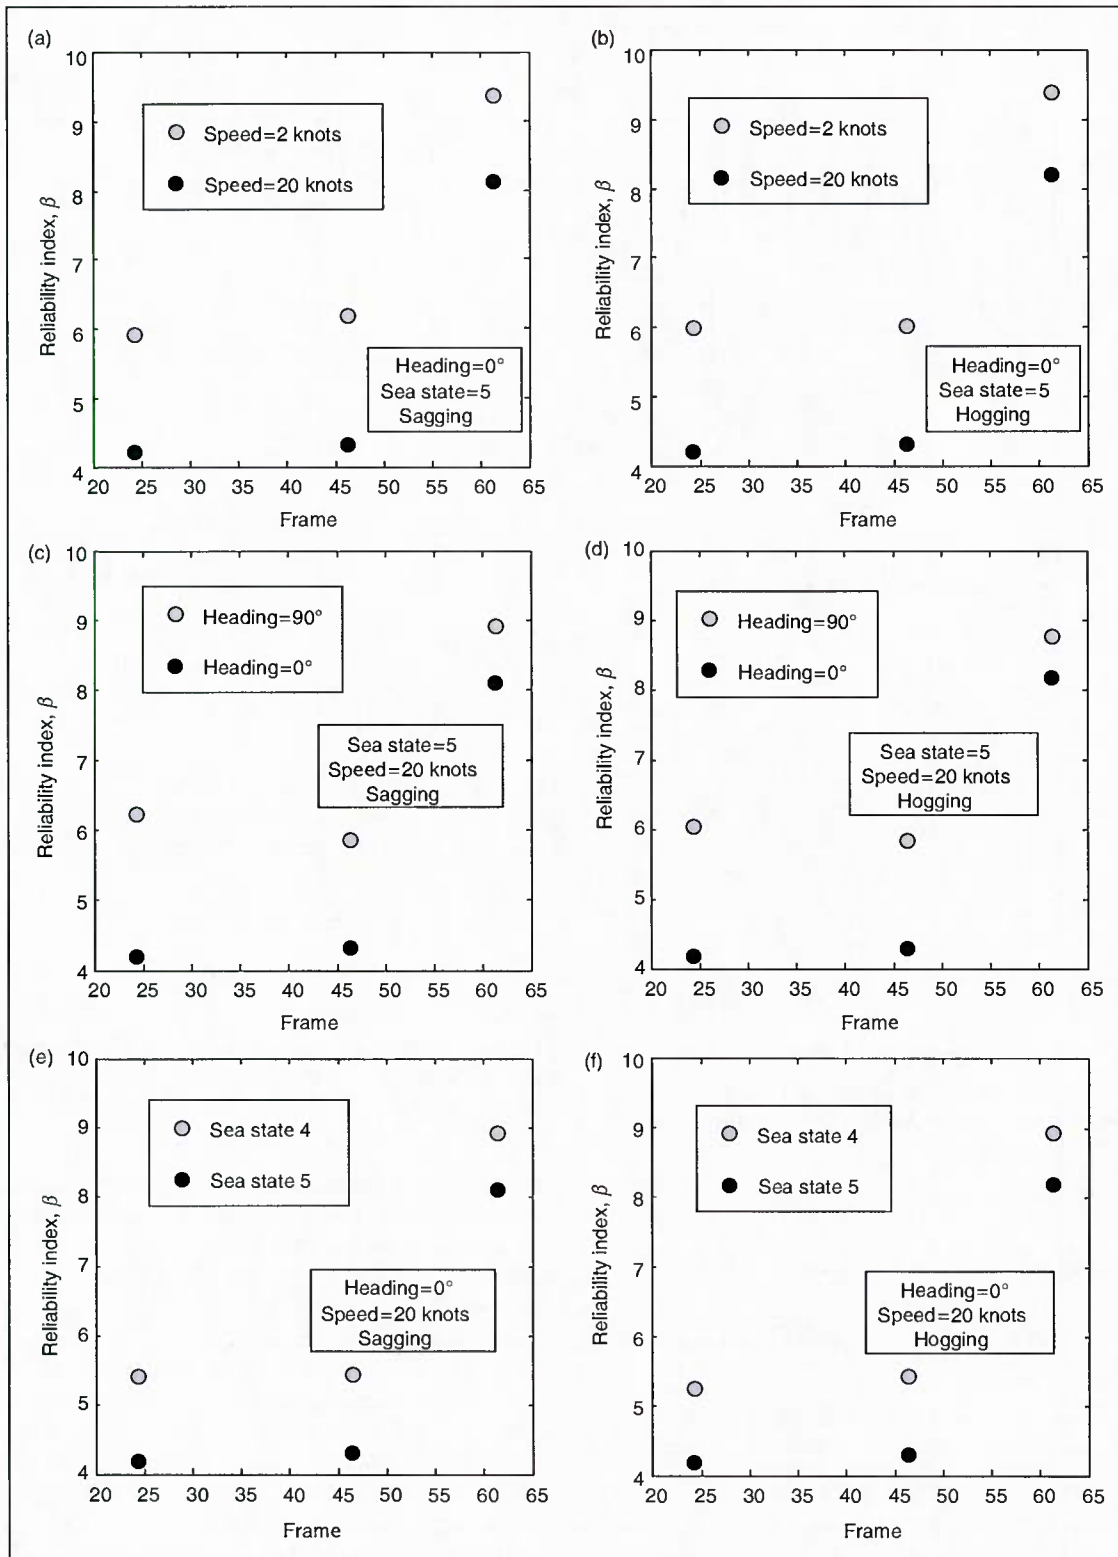 (a)
10
9
8
7
6
5
4
Reliability index, β
Speed=2 knots
Speed=20 knots
Heading=0°
Sea state=5
Sagging
20 25 30 35 40 45 50 55 60 65
Frame
(b)
10
9
8
7
6
5
4
Reliability index, β
Speed=2 knots
Speed=20 knots
Heading=0°
Sea state=5
Hogging
20 25 30 35 40 45 50 55 60 65
Frame
(c)
10
9
8
7
6
5
4
Reliability index, β
Heading=90°
Heading=0°
Sea state=5
Speed=20 knots
Sagging
20 25 30 35 40 45 50 55 60 65
Frame
(d)
10
9
8
7
6
5
4
Reliability index, β
Heading=90°
Heading=0°
Sea state=5
Speed=20 knots
Hogging
20 25 30 35 40 45 50 55 60 65
Frame
(e)
10
9
8
7
6
5
4
Reliability index, β
Sea state 4
Sea state 5
Heading=0°
Speed=20 knots
Sagging
20 25 30 35 40 45 50 55 60 65
Frame
(f)
10
9
8
7
6
5
4
Reliability index, β
Sea state 4
Sea state 5
Heading=0°
Speed=20 knots
Hogging
20 25 30 35 40 45 50 55 60 65
Frame